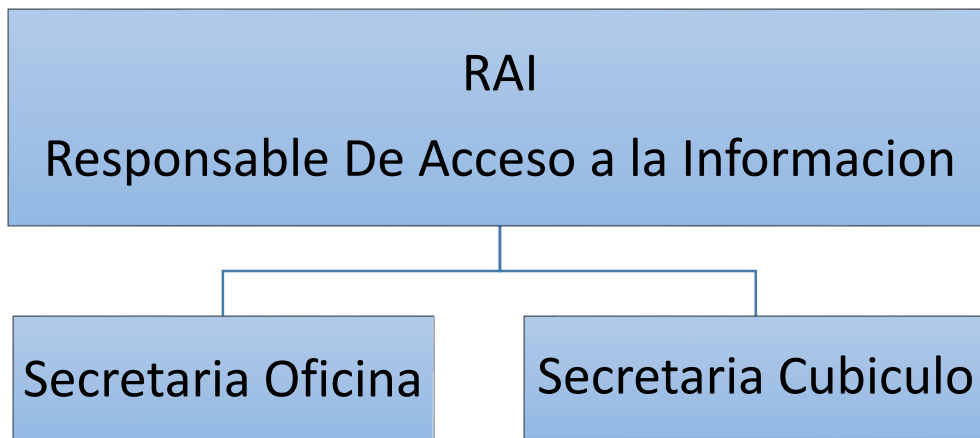 RAI
Responsable De Acceso a la Informacion
Secretaria Oficina
Secretaria Cubiculo